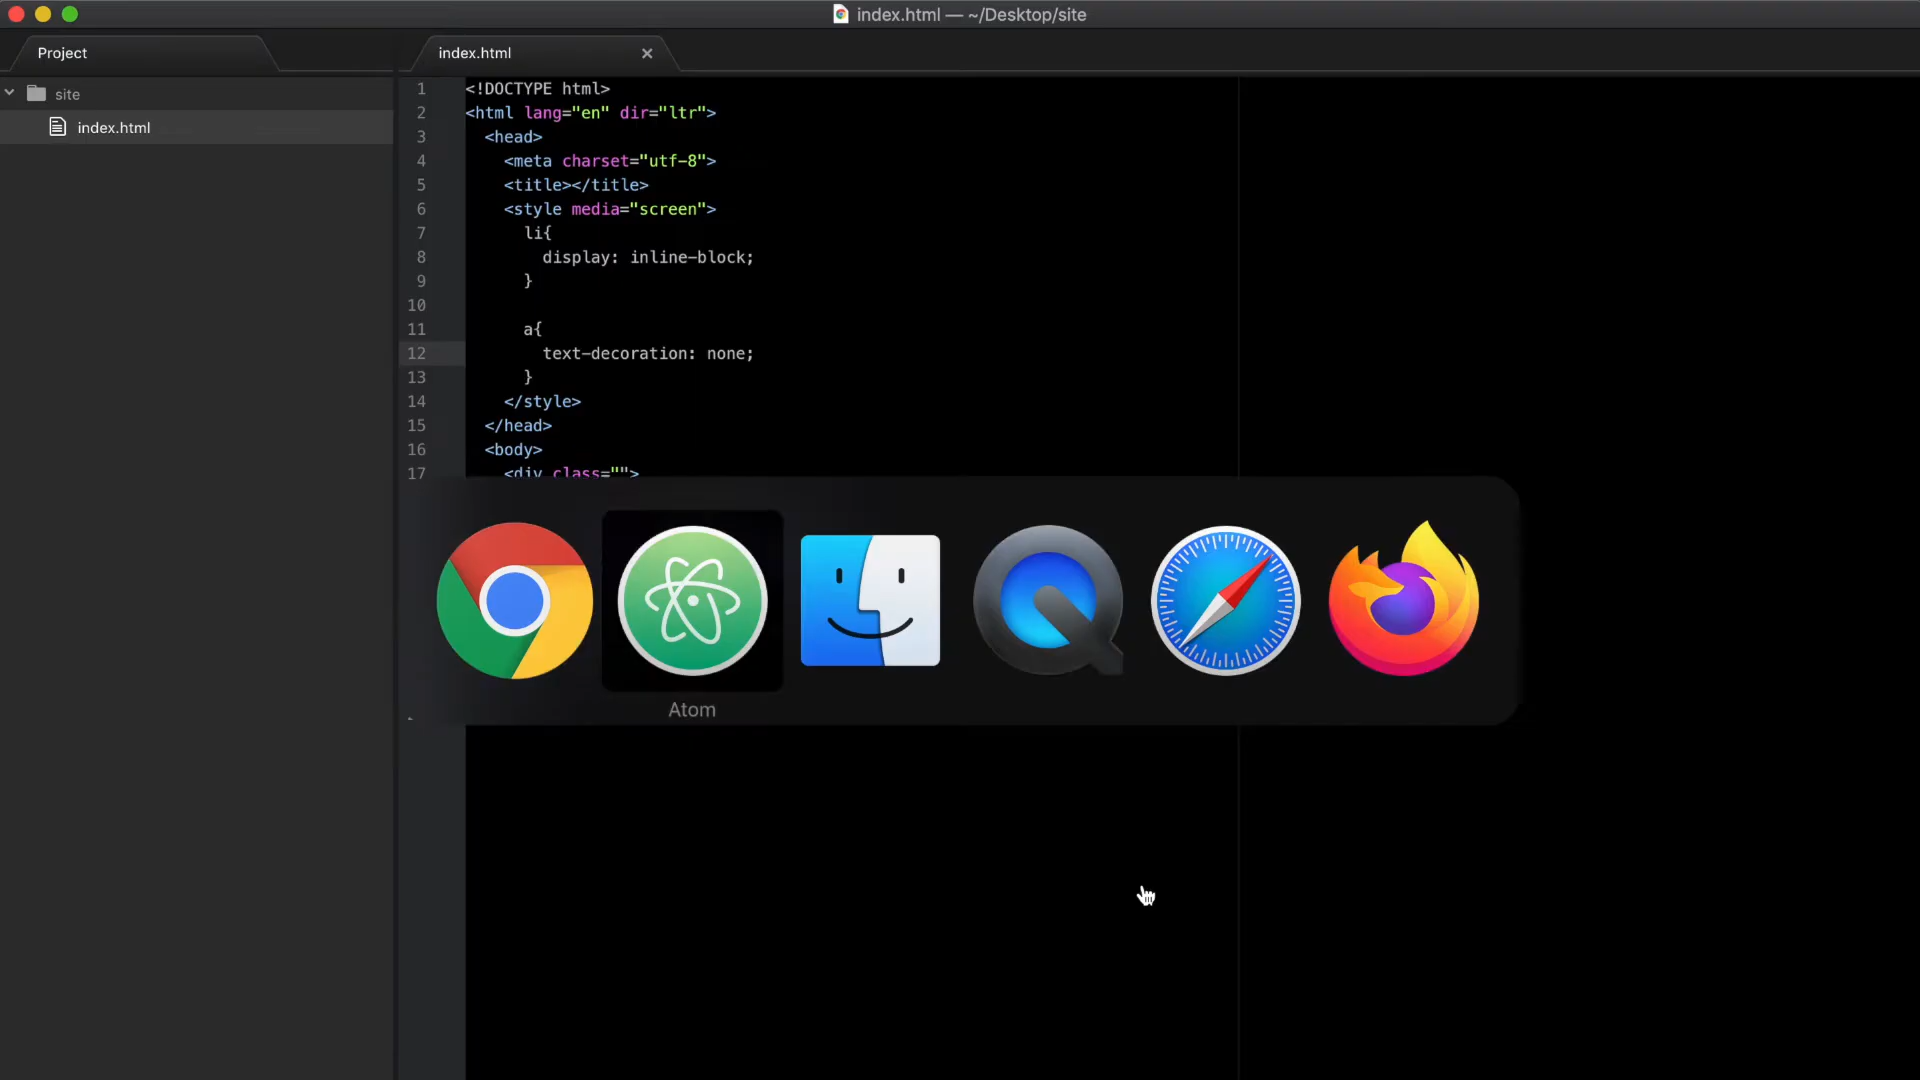 index.html — ~/Desktop/site
Project
index.html
site
index.html
1 <!DOCTYPE html>
2 <html lang="en" dir="ltr">
3 <head>
4 <meta charset="utf-8">
5 <title></title>
6 <style media="screen">
7 li{
8 display: inline-block;
9 }
10
11 a{
12 text-decoration: none;
13 }
14 </style>
15 </head>
16 <body>
17 <div class="">
Atom